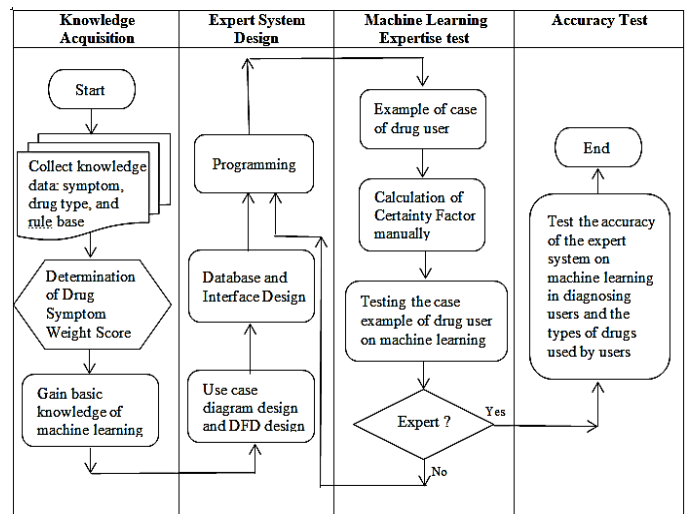 Knowledge
Acquisition
Expert System
Design
Machine Learning
Expertise test
Accuracy Test
Start
Collect knowledge
data: symptom,
drug type, and
rule base
Determination
of Drug
Symptom
Weight Score
Gain basic
knowledge of
machine learning
Programming
Database and
Interface Design
Use case
diagram design
and DFD design
Example of case
of drug user
Calculation of
Certainty Factor
manually
Testing the case
example of drug user
on machine learning
Expert ?
Yes
No
End
Test the accuracy
of the expert
system on
machine learning
in diagnosing
users and the
types of drugs
used by users